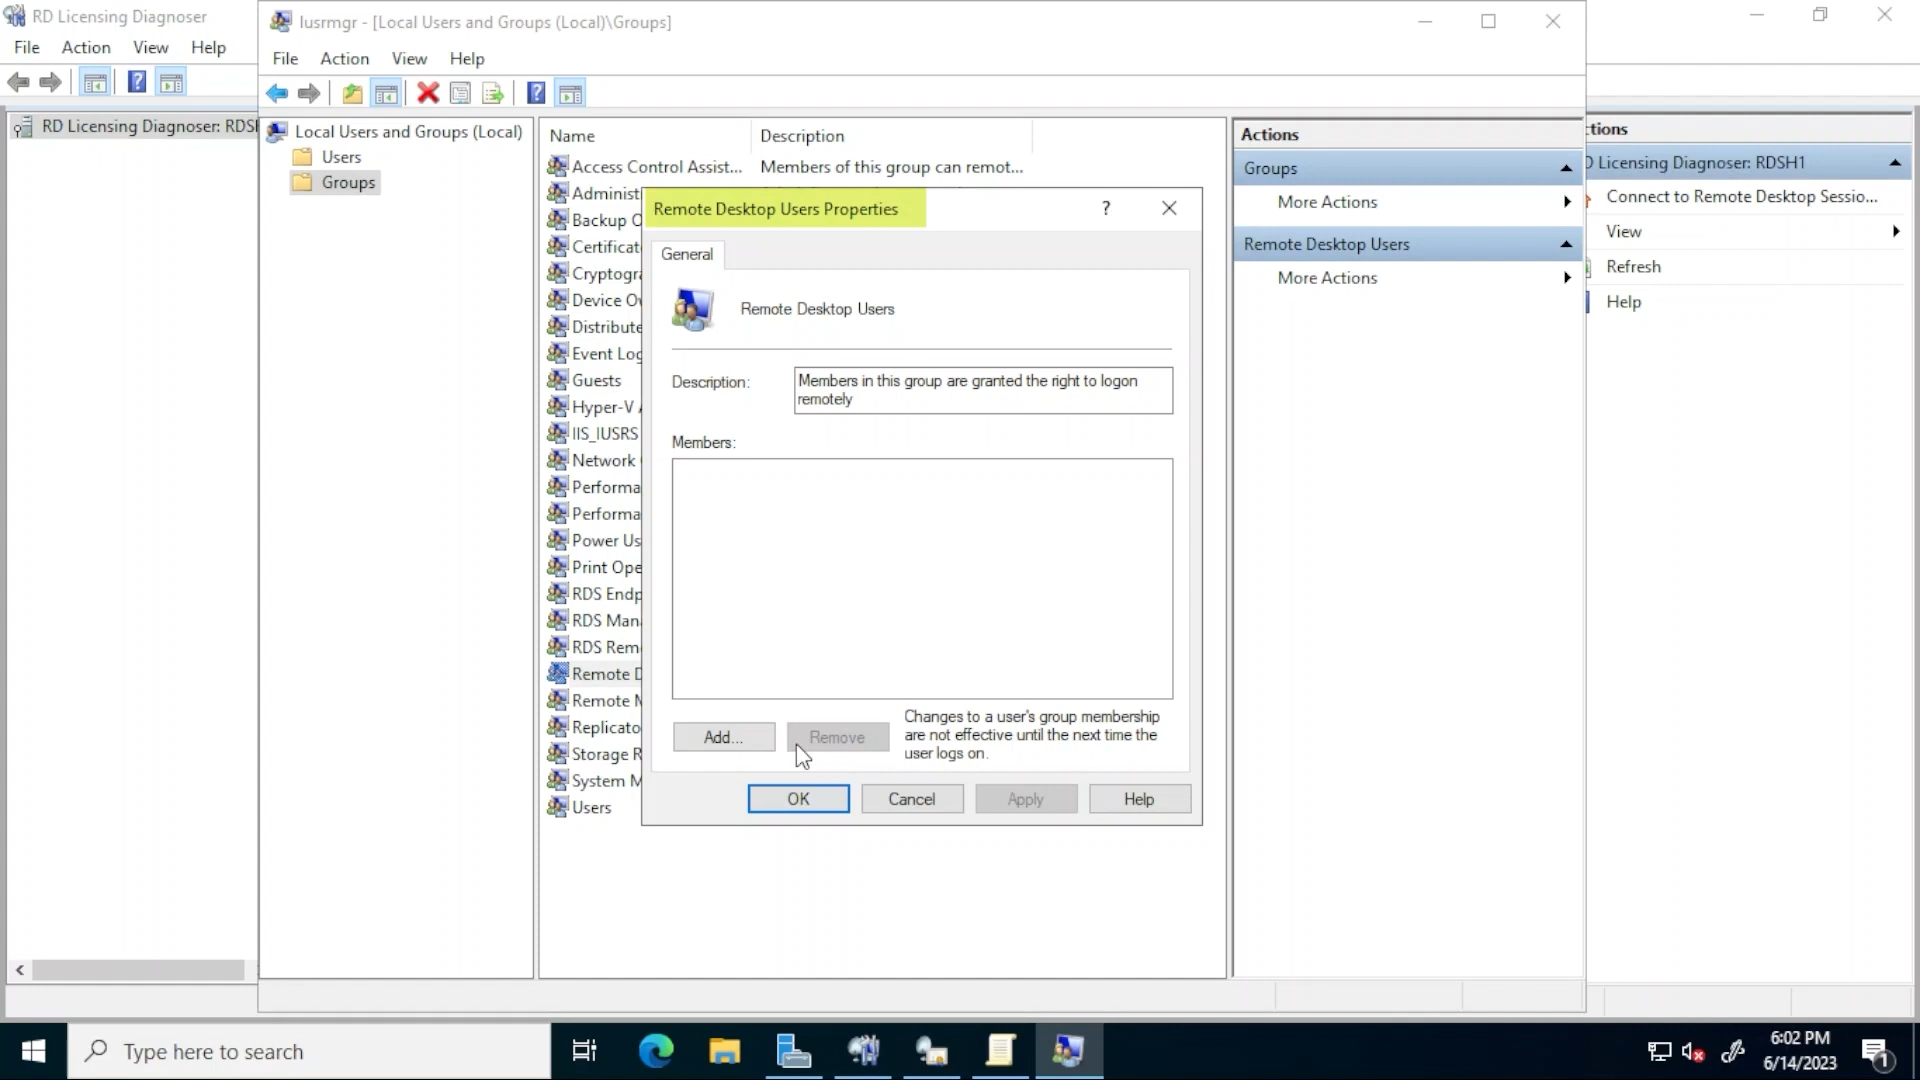 RD Licensing Diagnoser
File Action View Help
RD Licensing Diagnoser: RDSH
lusrmgr - [Local Users and Groups (Local)\Groups]
File Action View Help
Local Users and Groups (Local)
Users
Groups
Name Description
Access Control Assist... Members of this group can remot...
Administ
Backup O
Certificat
Cryptogra
Device Ow
Distribute
Event Log
Guests
Hyper-V A
IIS_IUSRS
Network
Performa
Performa
Power Us
Print Ope
RDS Endp
RDS Mana
RDS Rem
Remote D
Remote M
Replicato
Storage R
System M
Users
Remote Desktop Users Properties
General
Remote Desktop Users
Description: Members in this group are granted the right to logon
remotely
Members:
Add... Remove
Changes to a user's group membership
are not effective until the next time the
user logs on.
OK Cancel Apply Help
Actions
Groups
More Actions
Remote Desktop Users
More Actions
tions
D Licensing Diagnoser: RDSH1
Connect to Remote Desktop Sessio...
View
Refresh
Help
Type here to search
6:02 PM
6/14/2023
1